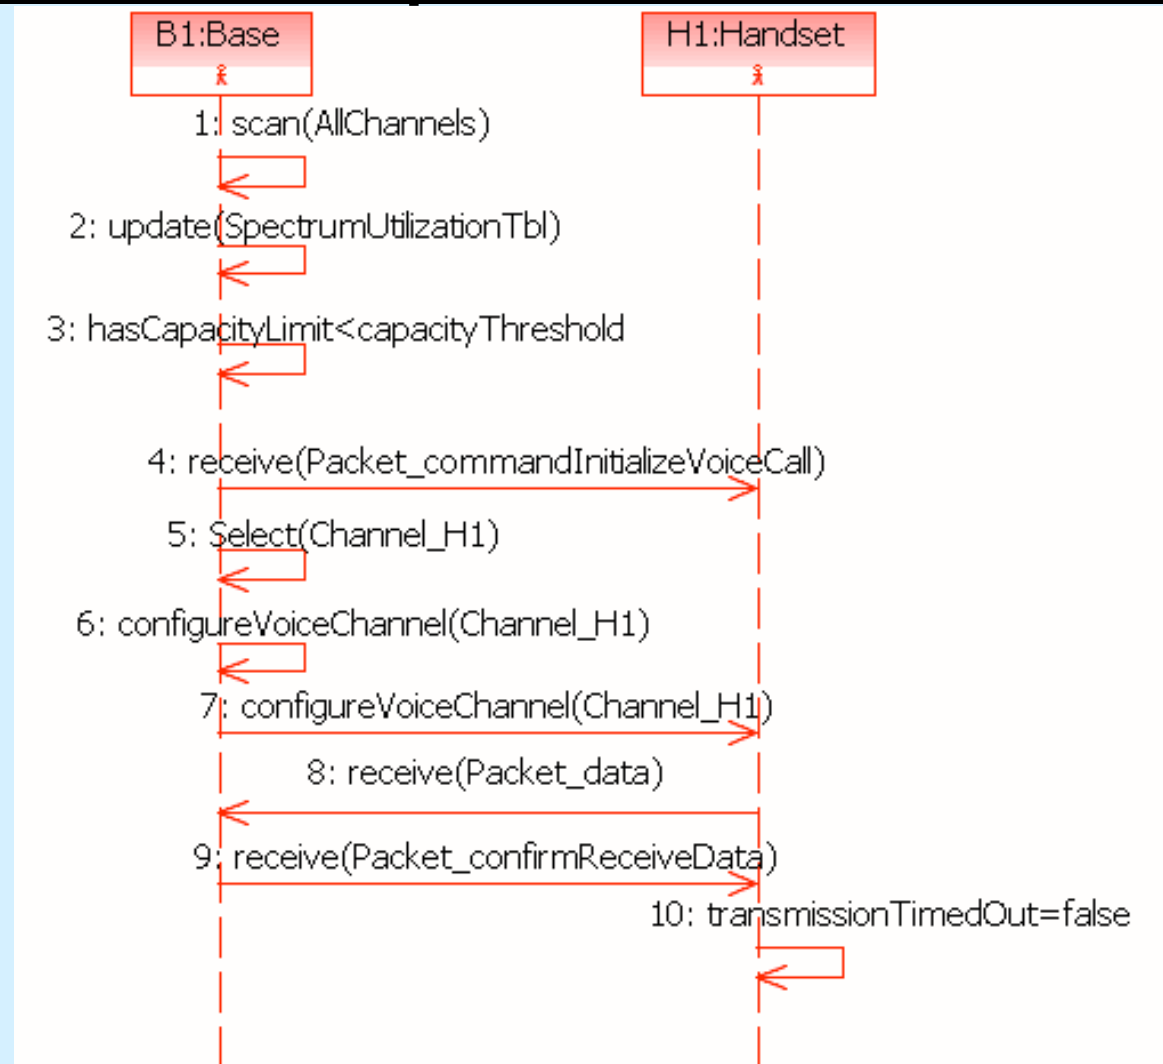 B1:Base
H1:Handset
1: scan(AllChannels)
2: update(SpectrumUtilizationTbl)
3: hasCapacityLimit<capacityThreshold
4: receive(Packet_commandInitializeVoiceCall)
5: Select(Channel_H1)
6: configureVoiceChannel(Channel_H1)
7: configureVoiceChannel(Channel_H1)
8: receive(Packet_data)
9: receive(Packet_confirmReceiveData)
10: transmissionTimedOut=false